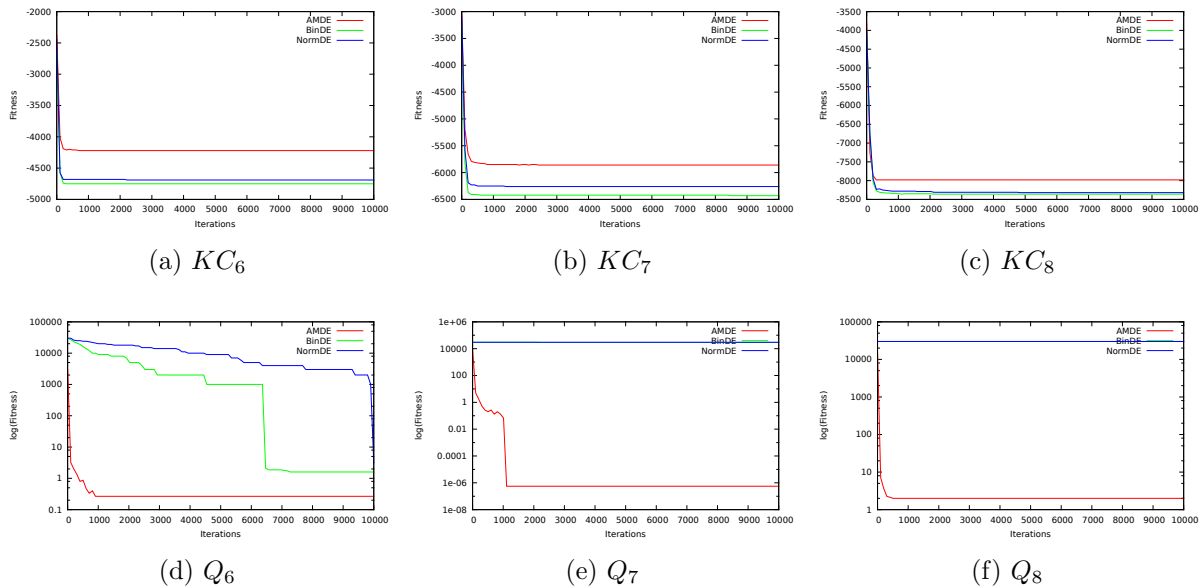 -2000
-2500
-3000
-3500
-4000
-4500
-5000
Fitness
AMDE
BinDE
NormDE
0 1000 2000 3000 4000 5000 6000 7000 8000 9000 10000
Iterations
(a) KC6
-3000
-3500
-4000
-4500
-5000
-5500
-6000
-6500
Fitness
AMDE
BinDE
NormDE
0 1000 2000 3000 4000 5000 6000 7000 8000 9000 10000
Iterations
(b) KC7
-3500
-4000
-4500
-5000
-5500
-6000
-6500
-7000
-7500
-8000
-8500
Fitness
AMDE
BinDE
NormDE
0 1000 2000 3000 4000 5000 6000 7000 8000 9000 10000
Iterations
(c) KC8
100000
10000
1000
100
10
1
0.1
log(Fitness)
AMDE
BinDE
NormDE
0 1000 2000 3000 4000 5000 6000 7000 8000 9000 10000
Iterations
(d) Q6
1e+06
10000
100
1
0.01
0.0001
1e-06
1e-08
log(Fitness)
AMDE
BinDE
NormDE
0 1000 2000 3000 4000 5000 6000 7000 8000 9000 10000
Iterations
(e) Q7
100000
10000
1000
100
10
1
log(Fitness)
AMDE
BinDE
NormDE
0 1000 2000 3000 4000 5000 6000 7000 8000 9000 10000
Iterations
(f) Q8